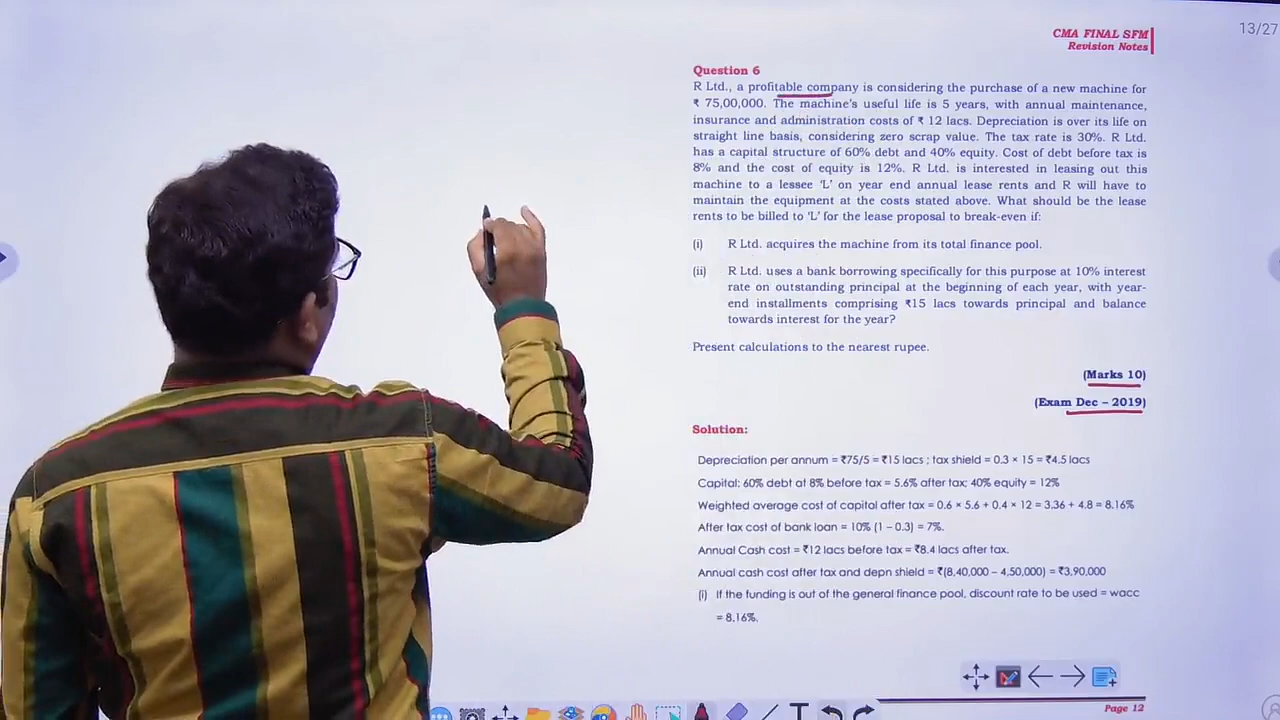 CMA FINAL SFM
Revision Notes
13/27
Question 6
R Ltd., a profitable company is considering the purchase of a new machine for
₹ 75,00,000. The machine's useful life is 5 years, with annual maintenance,
insurance and administration costs of ₹ 12 lacs. Depreciation is over its life on
straight line basis, considering zero scrap value. The tax rate is 30%. R Ltd.
has a capital structure of 60% debt and 40% equity. Cost of debt before tax is
8% and the cost of equity is 12%. R Ltd. is interested in leasing out this
machine to a lessee 'L' on year end annual lease rents and R will have to
maintain the equipment at the costs stated above. What should be the lease
rents to be billed to 'L' for the lease proposal to break-even if:
(i) R Ltd. acquires the machine from its total finance pool.
(ii) R Ltd. uses a bank borrowing specifically for this purpose at 10% interest
rate on outstanding principal at the beginning of each year, with year-
end installments comprising ₹15 lacs towards principal and balance
towards interest for the year?
Present calculations to the nearest rupee.
(Marks 10)
(Exam Dec – 2019)
Solution:
Depreciation per annum = ₹75/5 = ₹15 lacs ; tax shield = 0.3 × 15 = ₹4.5 lacs
Capital: 60% debt at 8% before tax = 5.6% after tax; 40% equity = 12%
Weighted average cost of capital after tax = 0.6 × 5.6 + 0.4 × 12 = 3.36 + 4.8 = 8.16%
After tax cost of bank loan = 10% (1 – 0.3) = 7%.
Annual Cash cost = ₹12 lacs before tax = ₹8.4 lacs after tax.
Annual cash cost after tax and depn shield = ₹(8,40,000 – 4,50,000) = ₹3,90,000
(i) If the funding is out of the general finance pool, discount rate to be used = wacc
= 8.16%.
T
Page 12